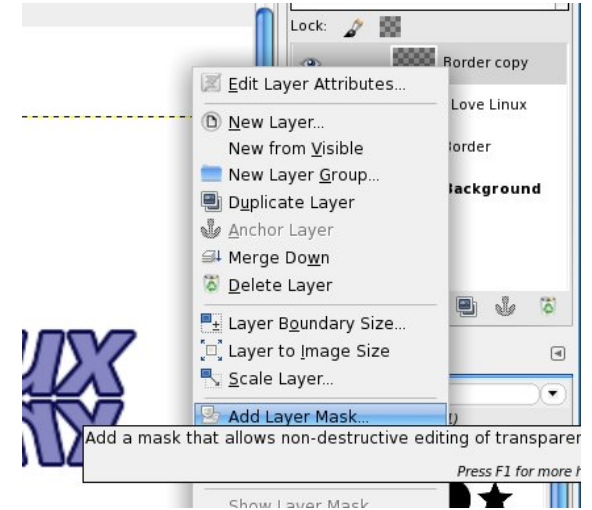 Lock:
Border copy
Edit Layer Attributes...
Love Linux
New Layer...
New from Visible
Border
New Layer Group...
Background
Duplicate Layer
Anchor Layer
Merge Down
Delete Layer
Layer Boundary Size...
Layer to Image Size
Scale Layer...
ux
Add Layer Mask...
Add a mask that allows non-destructive editing of transparen
Press F1 for more h
Show Layer Mask